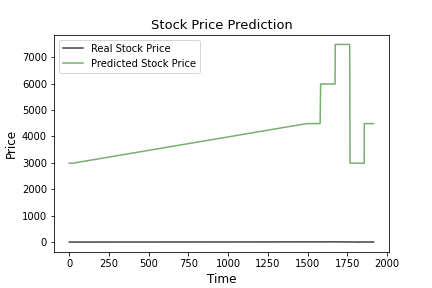 Stock Price Prediction
Real Stock Price
Predicted Stock Price
7000
6000
5000
4000
3000
2000
1000
0
Price
0 250 500 750 1000 1250 1500 1750 2000
Time